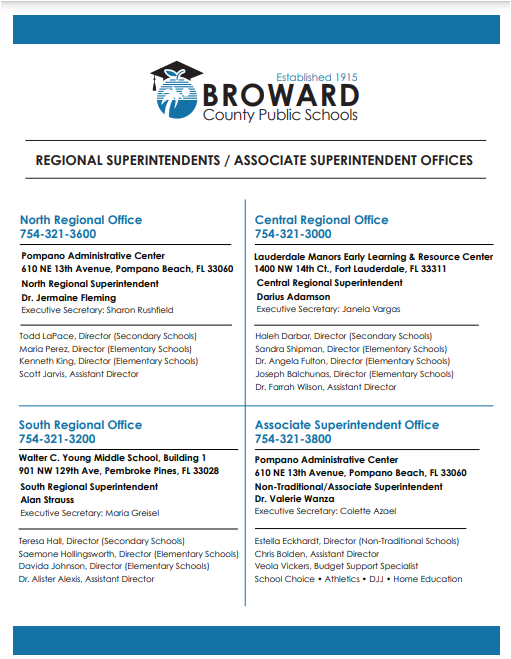 Established 1915
BROWARD
County Public Schools
REGIONAL SUPERINTENDENTS / ASSOCIATE SUPERINTENDENT OFFICES
North Regional Office
754-321-3600
Pompano Administrative Center
610 NE 13th Avenue, Pompano Beach, FL 33060
North Regional Superintendent
Dr. Jermaine Fleming
Executive Secretary: Sharon Rushfield
Todd LaPace, Director (Secondary Schools)
Maria Perez, Director (Elementary Schools)
Kenneth King, Director (Elementary Schools)
Scott Jarvis, Assistant Director
Central Regional Office
754-321-3000
Lauderdale Manors Early Learning & Resource Center
1400 NW 14th Ct., Fort Lauderdale, FL 33311
Central Regional Superintendent
Darius Adamson
Executive Secretary: Janela Vargas
Haleh Darbar, Director (Secondary Schools)
Sandra Shipman, Director (Elementary Schools)
Dr. Angela Fulton, Director (Elementary Schools)
Joseph Balchunas, Director (Elementary Schools)
Dr. Farrah Wilson, Assistant Director
South Regional Office
754-321-3200
Walter C. Young Middle School, Building 1
901 NW 129th Ave, Pembroke Pines, FL 33028
South Regional Superintendent
Alan Strauss
Executive Secretary: Maria Greisel
Teresa Hall, Director (Secondary Schools)
Saemone Hollingsworth, Director (Elementary Schools)
Davida Johnson, Director (Elementary Schools)
Dr. Alister Alexis, Assistant Director
Associate Superintendent Office
754-321-3800
Pompano Administrative Center
610 NE 13th Avenue, Pompano Beach, FL 33060
Non-Traditional/Associate Superintendent
Dr. Valerie Wanza
Executive Secretary: Colette Azael
Estella Eckhardt, Director (Non-Traditional Schools)
Chris Bolden, Assistant Director
Veola Vickers, Budget Support Specialist
School Choice • Athletics • DJJ • Home Education